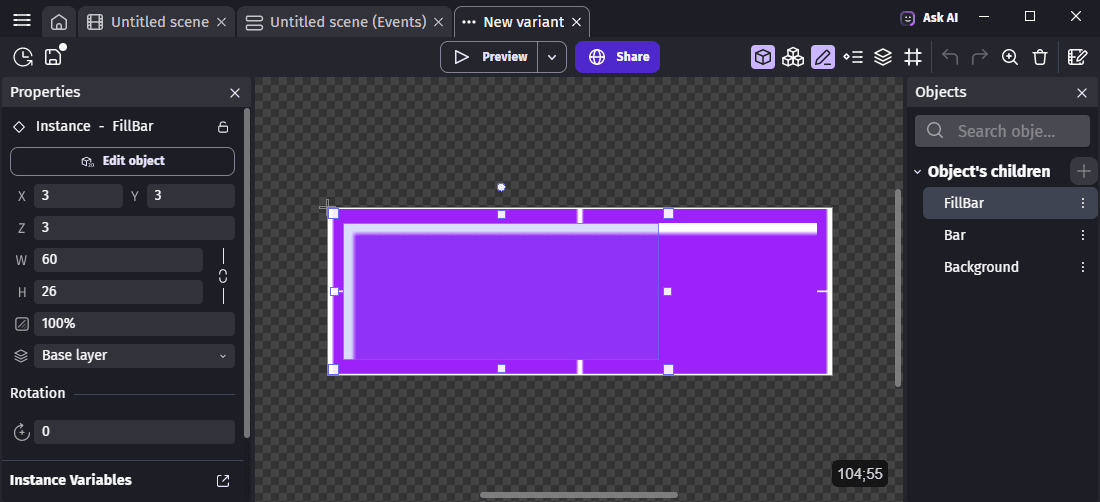 Untitled scene
Untitled scene (Events)
New variant
Ask AI
Preview
Share
Properties
Objects
Instance - FillBar
Search obje...
Edit object
Object's children
X 3 Y 3
FillBar
Z 3
Bar
W 60
Background
H 26
100%
Base layer
Rotation
0
Instance Variables
104;55